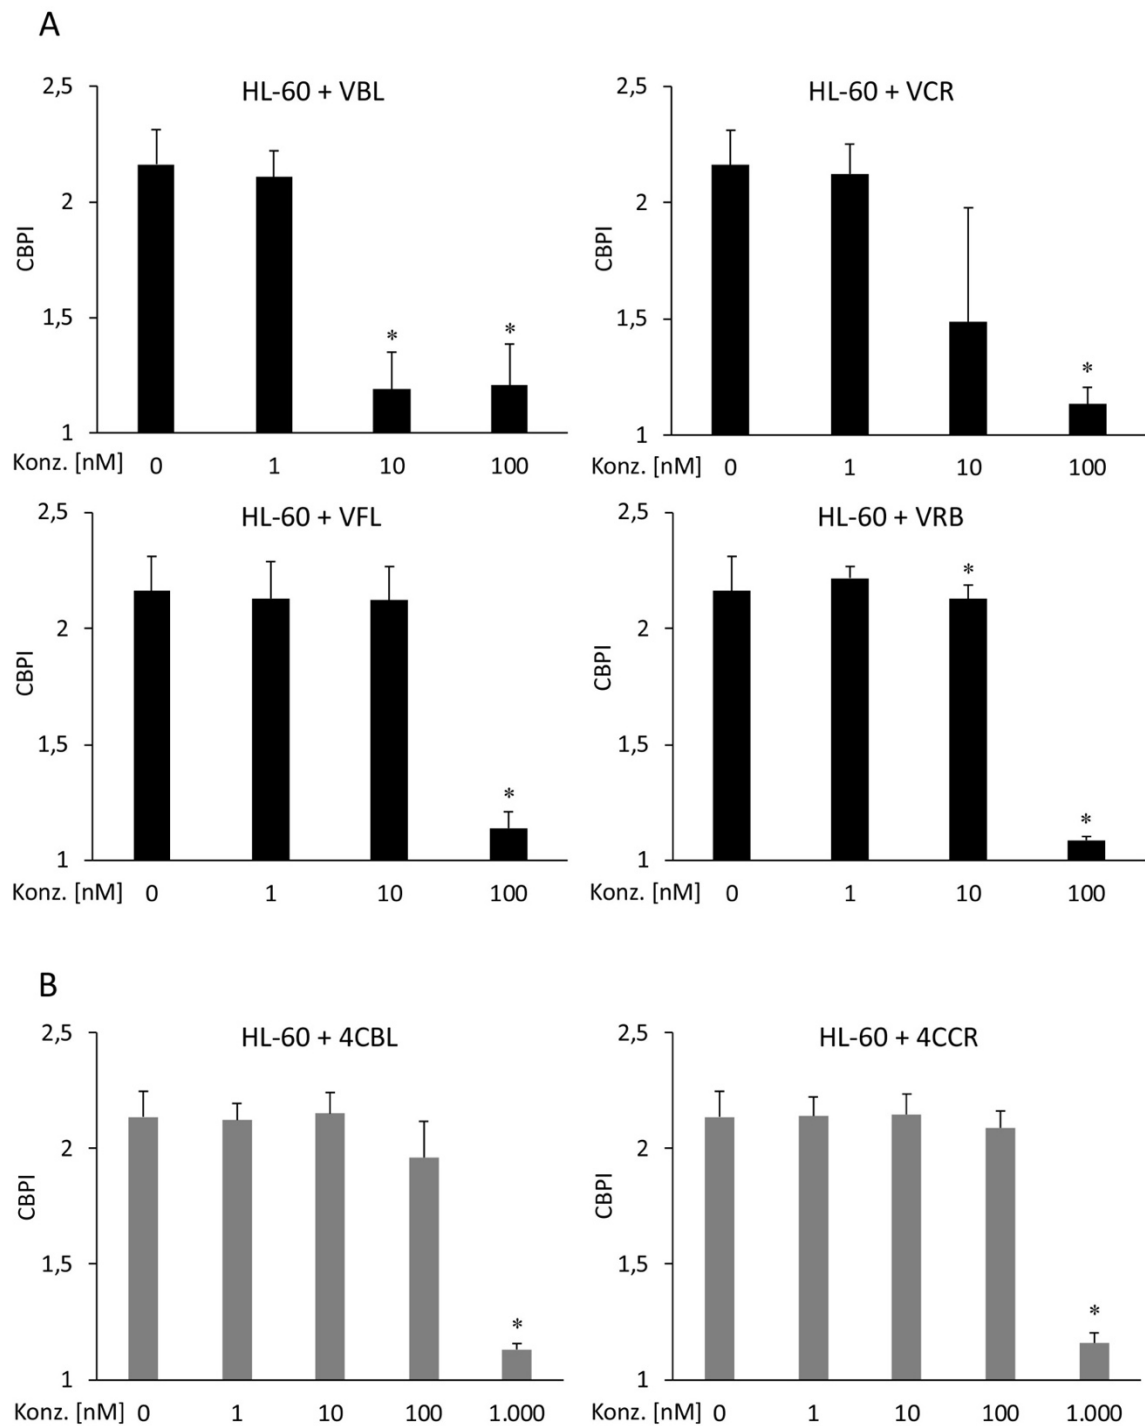 A
HL-60 + VBL
2,5
2
1,5
1
CBPI
* *
Konz. [nM] 0 1 10 100
HL-60 + VCR
2,5
2
1,5
1
CBPI
*
Konz. [nM] 0 1 10 100
HL-60 + VFL
2,5
2
1,5
1
CBPI
*
Konz. [nM] 0 1 10 100
HL-60 + VRB
2,5
2
1,5
1
CBPI
*
*
Konz. [nM] 0 1 10 100
B
HL-60 + 4CBL
2,5
2
1,5
1
CBPI
*
Konz. [nM] 0 1 10 100 1.000
HL-60 + 4CCR
2,5
2
1,5
1
CBPI
*
Konz. [nM] 0 1 10 100 1.000